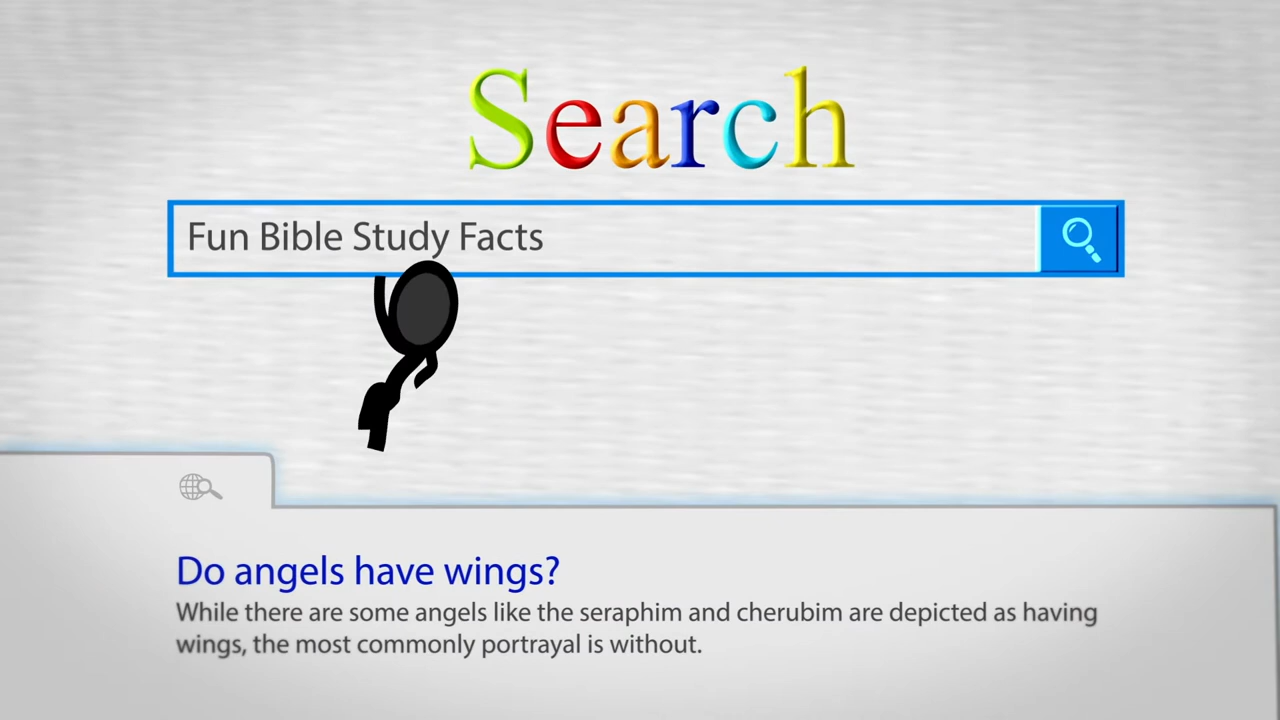 Search
Fun Bible Study Facts
Do angels have wings?
While there are some angels like the seraphim and cherubim are depicted as having
wings, the most commonly portrayal is without.